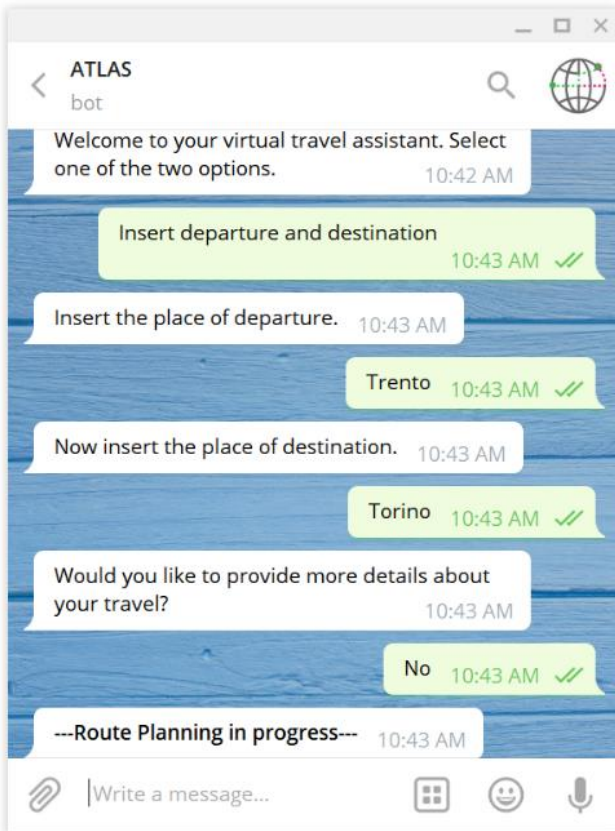 ATLAS
bot
Welcome to your virtual travel assistant. Select
one of the two options.
10:42 AM
Insert departure and destination
10:43 AM
Insert the place of departure. 10:43 AM
Trento 10:43 AM
Now insert the place of destination. 10:43 AM
Torino 10:43 AM
Would you like to provide more details about
your travel?
10:43 AM
No 10:43 AM
---Route Planning in progress--- 10:43 AM
Write a message...